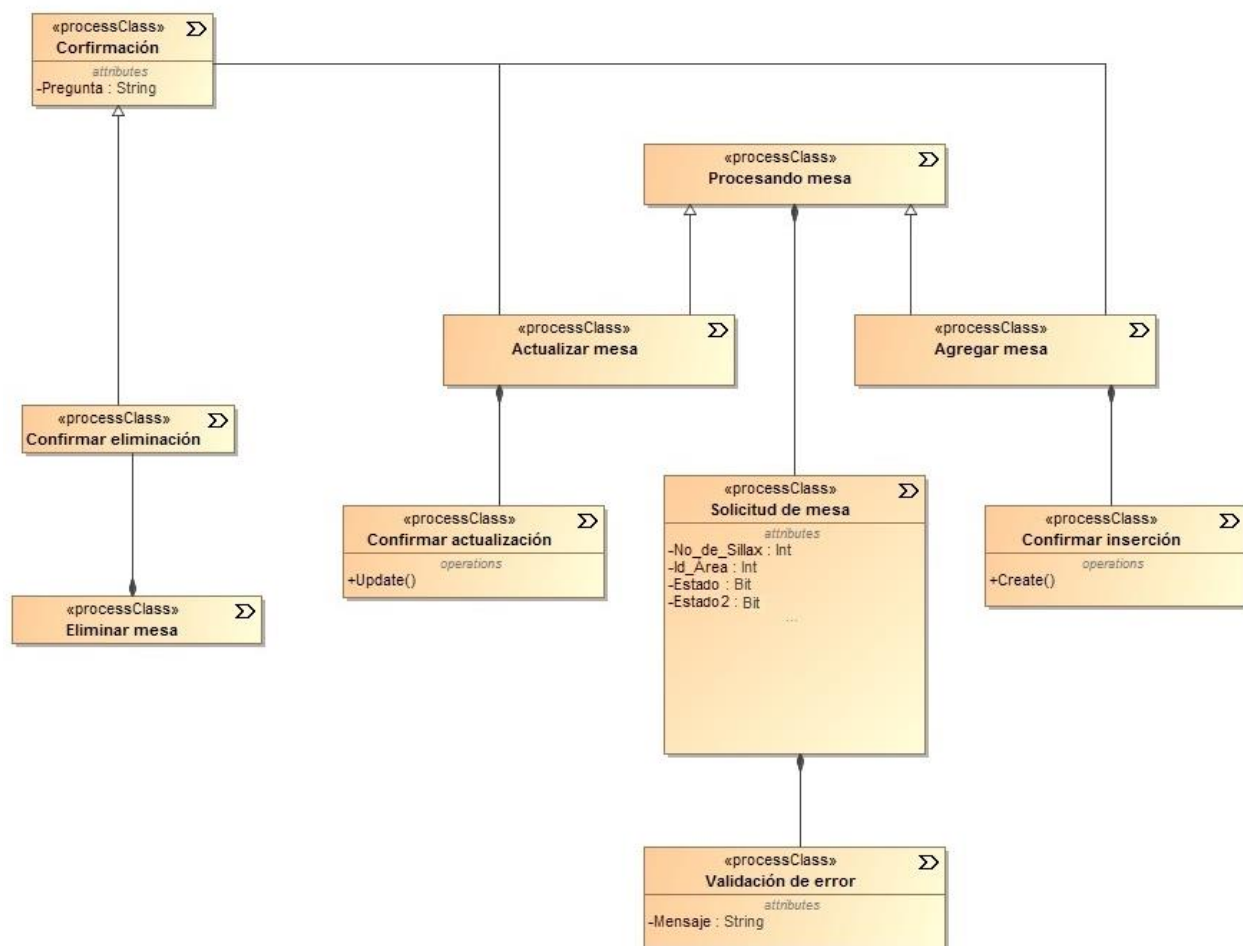 «processClass»
Corfirmación
attributes
-Pregunta : String
«processClass»
Procesando mesa
«processClass»
Actualizar mesa
«processClass»
Agregar mesa
«processClass»
Confirmar eliminación
«processClass»
Confirmar actualización
operations
+Update()
«processClass»
Solicitud de mesa
attributes
-No_de_Sillax : Int
-Id_Area : Int
-Estado : Bit
-Estado2 : Bit
...
«processClass»
Confirmar inserción
operations
+Create()
«processClass»
Eliminar mesa
«processClass»
Validación de error
attributes
-Mensaje : String